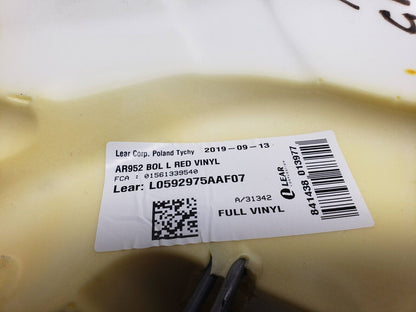 Lear Corp. Poland Tychy 2019-09-13
AR952 BOL L RED VINYL
FCA : 01561339540
Lear: L0592975AAF07
A/31342
FULL VINYL
LEAR
841436 013977